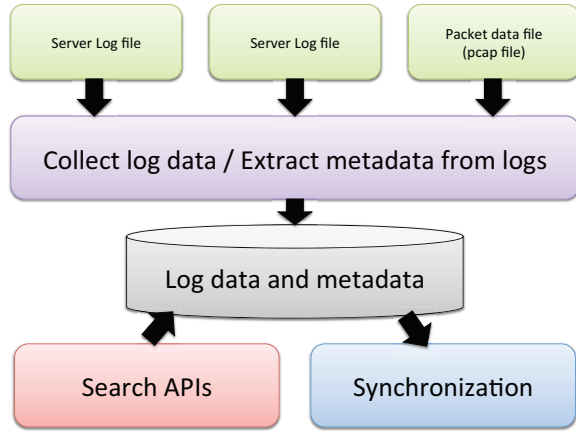 Server Log file
Server Log file
Packet data file
(pcap file)
Collect log data / Extract metadata from logs
Log data and metadata
Search APIs
Synchronization